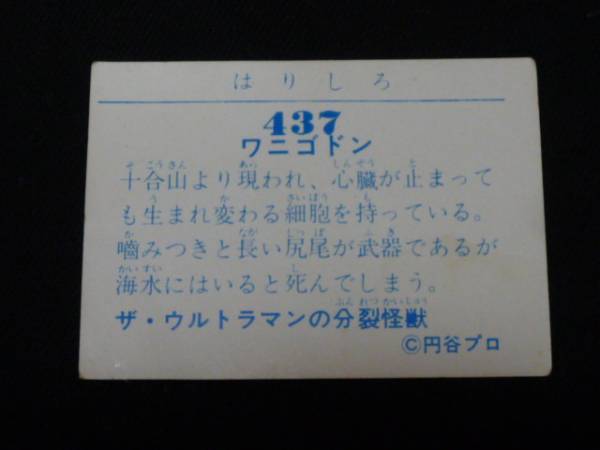 はりしろ
437
ワニゴドン
十合山より現われ、心臓が止まって
も生まれ変わる細胞を持っている。
嚙みつきと長い尻尾が武器であるが
海水にはいると死んでしまう。
ザ・ウルトラマンの分裂怪獣
©円谷プロ